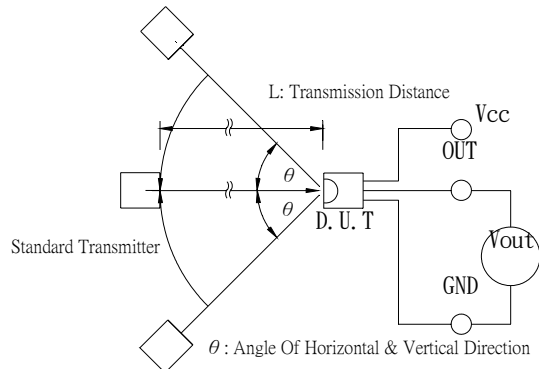 L: Transmission Distance
Vcc
OUT
θ
θ
D.U.T
Standard Transmitter
Vout
GND
θ : Angle Of Horizontal & Vertical Direction